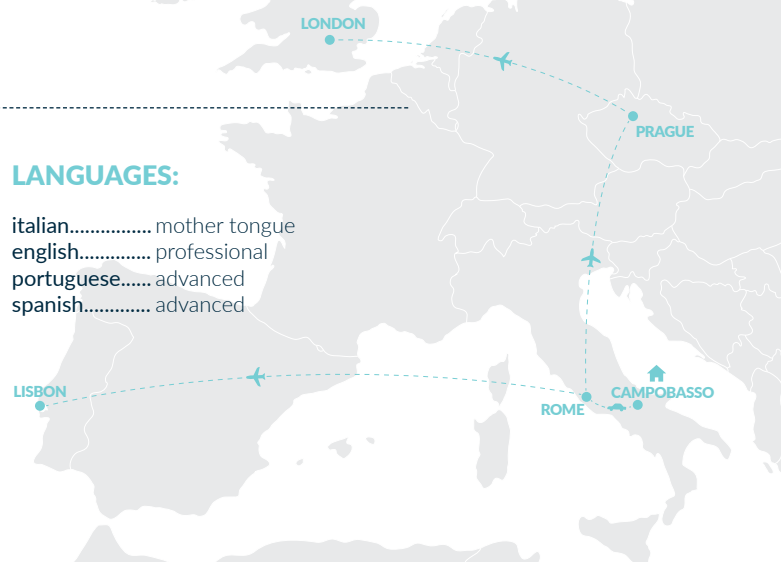 LONDON
PRAGUE
LANGUAGES:
italian............... mother tongue
english............. professional
portuguese...... advanced
spanish............. advanced
LISBON
CAMPOBASSO
ROME